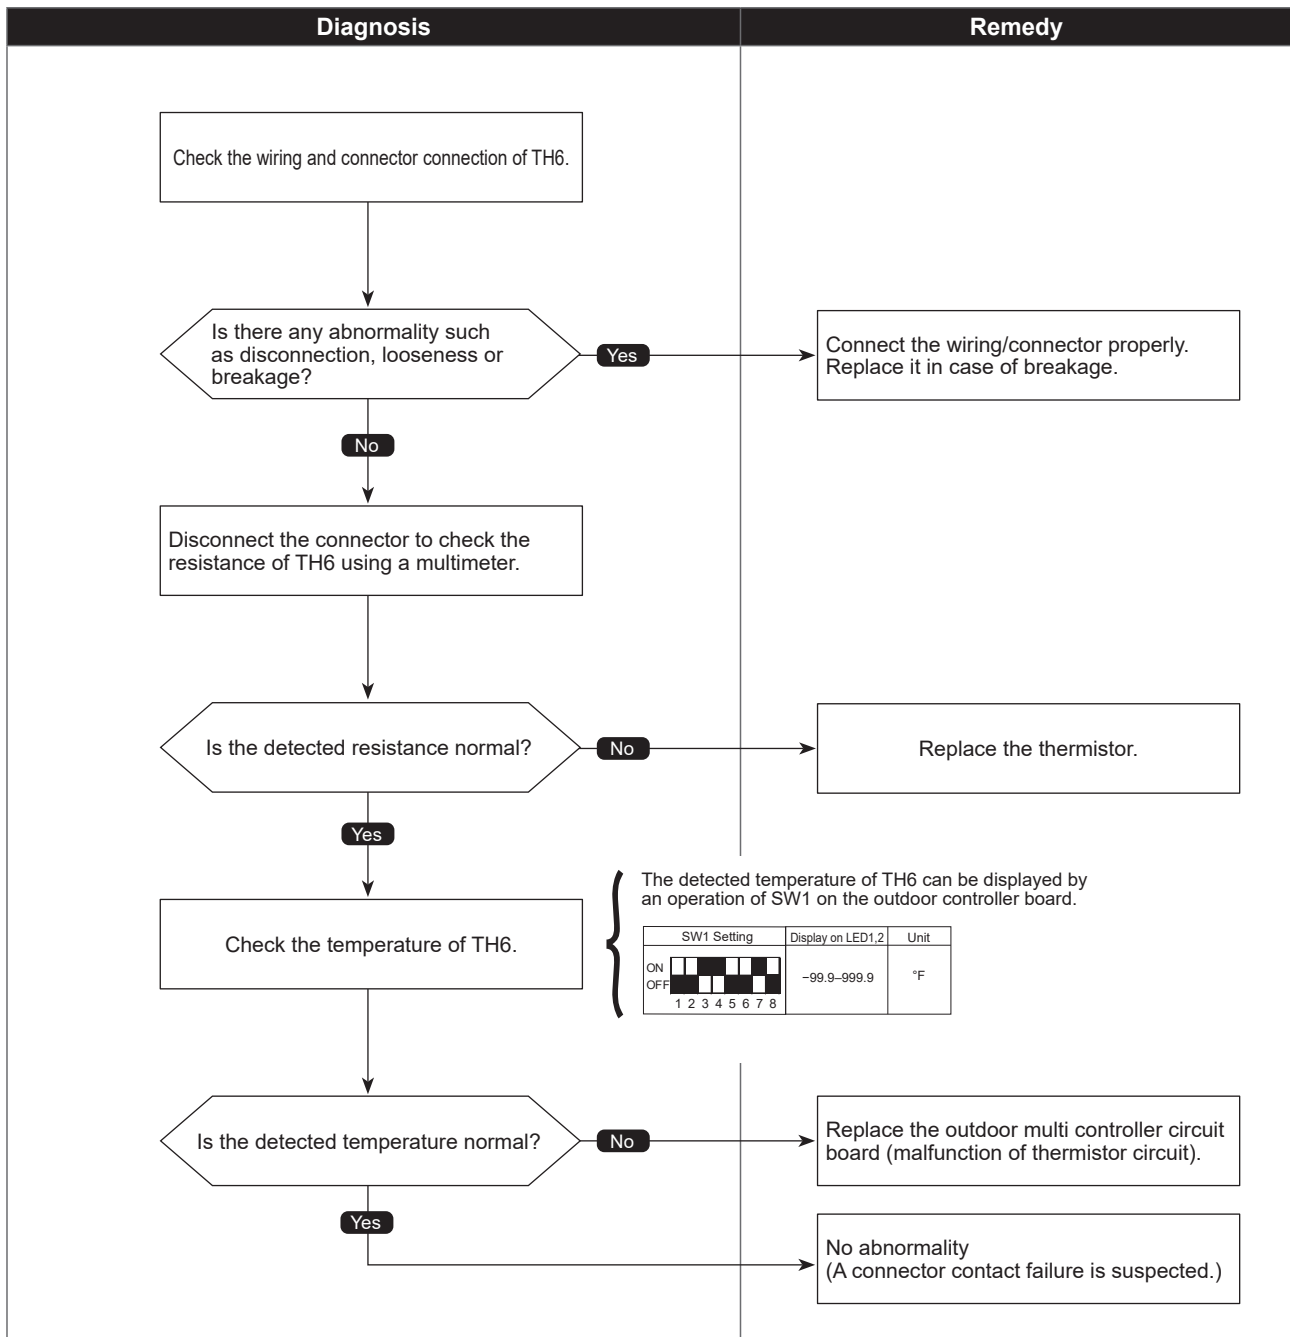 Diagnosis
Remedy
Check the wiring and connector connection of TH6.
Is there any abnormality such
as disconnection, looseness or
breakage?
Yes
Connect the wiring/connector properly.
Replace it in case of breakage.
No
Disconnect the connector to check the
resistance of TH6 using a multimeter.
Is the detected resistance normal?
No
Replace the thermistor.
Yes
The detected temperature of TH6 can be displayed by
an operation of SW1 on the outdoor controller board.
Check the temperature of TH6.
SW1 Setting Display on LED1,2 Unit
ON
OFF
1 2 3 4 5 6 7 8
−99.9–999.9
°F
Is the detected temperature normal?
No
Replace the outdoor multi controller circuit
board (malfunction of thermistor circuit).
Yes
No abnormality
(A connector contact failure is suspected.)